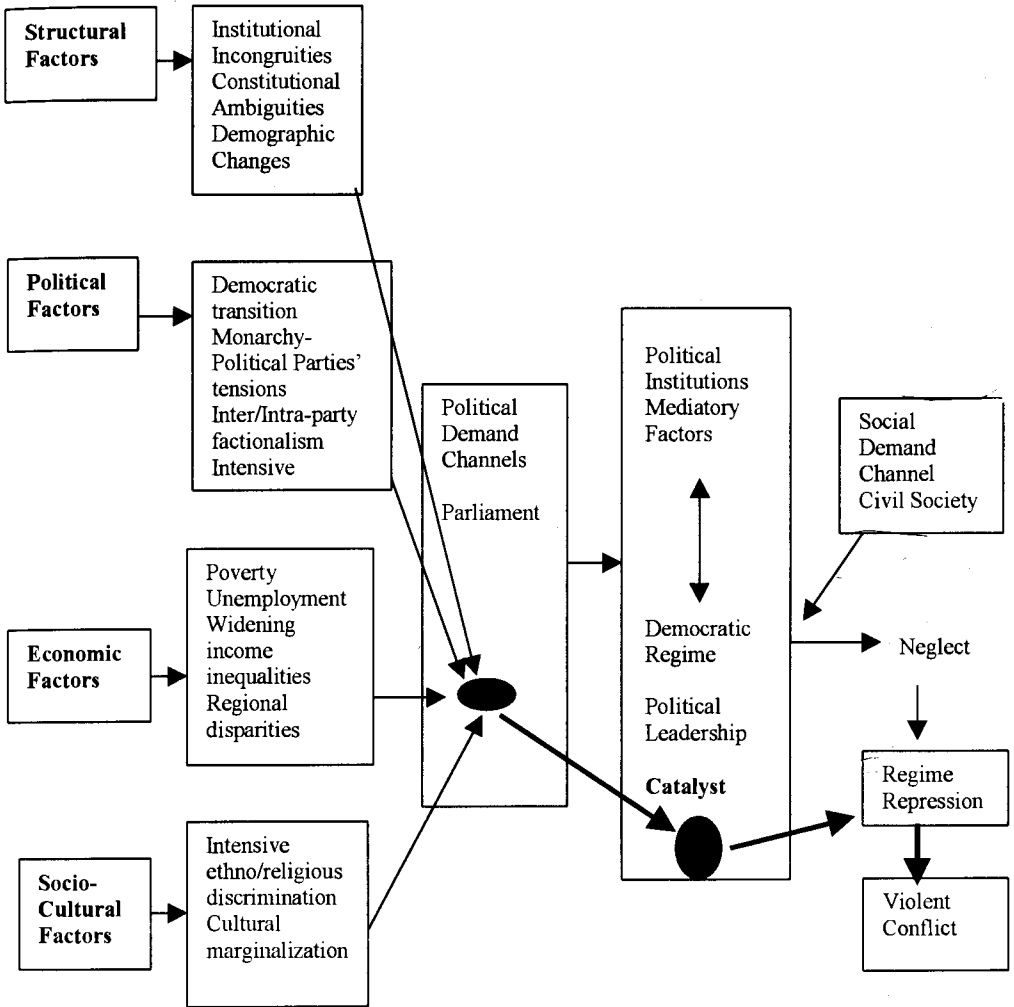 Structural
Factors
Institutional
Incongruities
Constitutional
Ambiguities
Demographic
Changes
Political
Factors
Democratic
transition
Monarchy-
Political Parties’
tensions
Inter/Intra-party
factionalism
Intensive
Economic
Factors
Poverty
Unemployment
Widening
income
inequalities
Regional
disparities
Socio-
Cultural
Factors
Intensive
ethno/religious
discrimination
Cultural
marginalization
Political
Demand
Channels
Parliament
Political
Institutions
Mediatory
Factors
Democratic
Regime
Political
Leadership
Catalyst
Social
Demand
Channel
Civil Society
Neglect
Regime
Repression
Violent
Conflict